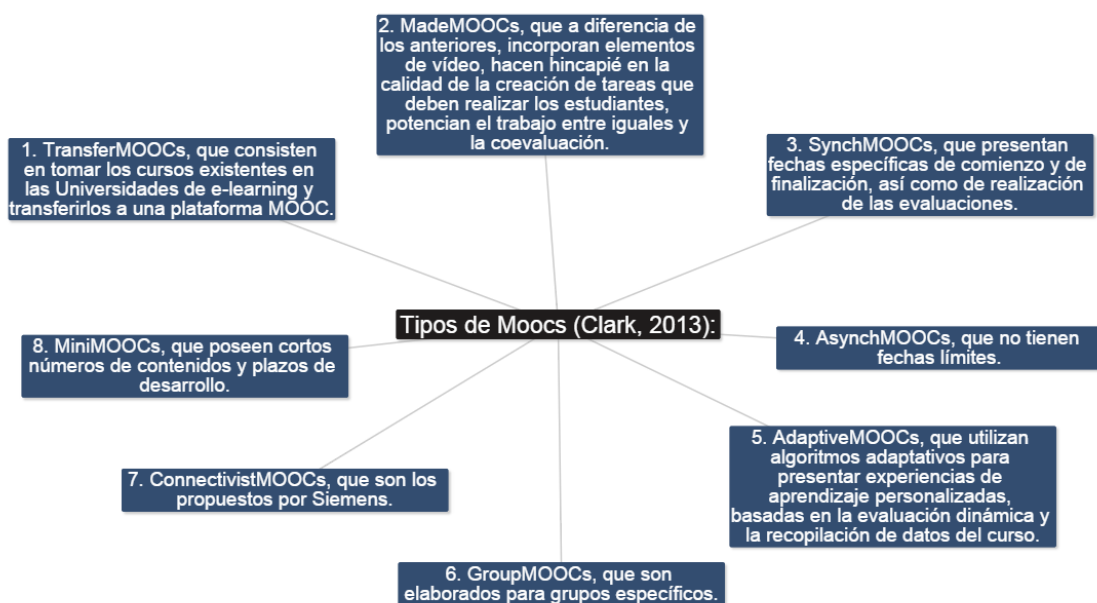 Tipos de Moocs (Clark, 2013):
1. TransferMOOCs, que consisten
en tomar los cursos existentes en
las Universidades de e-learning y
transferirlos a una plataforma MOOC.
2. MadeMOOCs, que a diferencia de
los anteriores, incorporan elementos
de vídeo, hacen hincapié en la
calidad de la creación de tareas que
deben realizar los estudiantes,
potencian el trabajo entre iguales y
la coevaluación.
3. SynchMOOCs, que presentan
fechas específicas de comienzo y de
finalización, así como de realización
de las evaluaciones.
4. AsynchMOOCs, que no tienen
fechas límites.
5. AdaptiveMOOCs, que utilizan
algoritmos adaptativos para
presentar experiencias de
aprendizaje personalizadas,
basadas en la evaluación dinámica y
la recopilación de datos del curso.
6. GroupMOOCs, que son
elaborados para grupos específicos.
7. ConnectivistMOOCs, que son los
propuestos por Siemens.
8. MiniMOOCs, que poseen cortos
números de contenidos y plazos de
desarrollo.